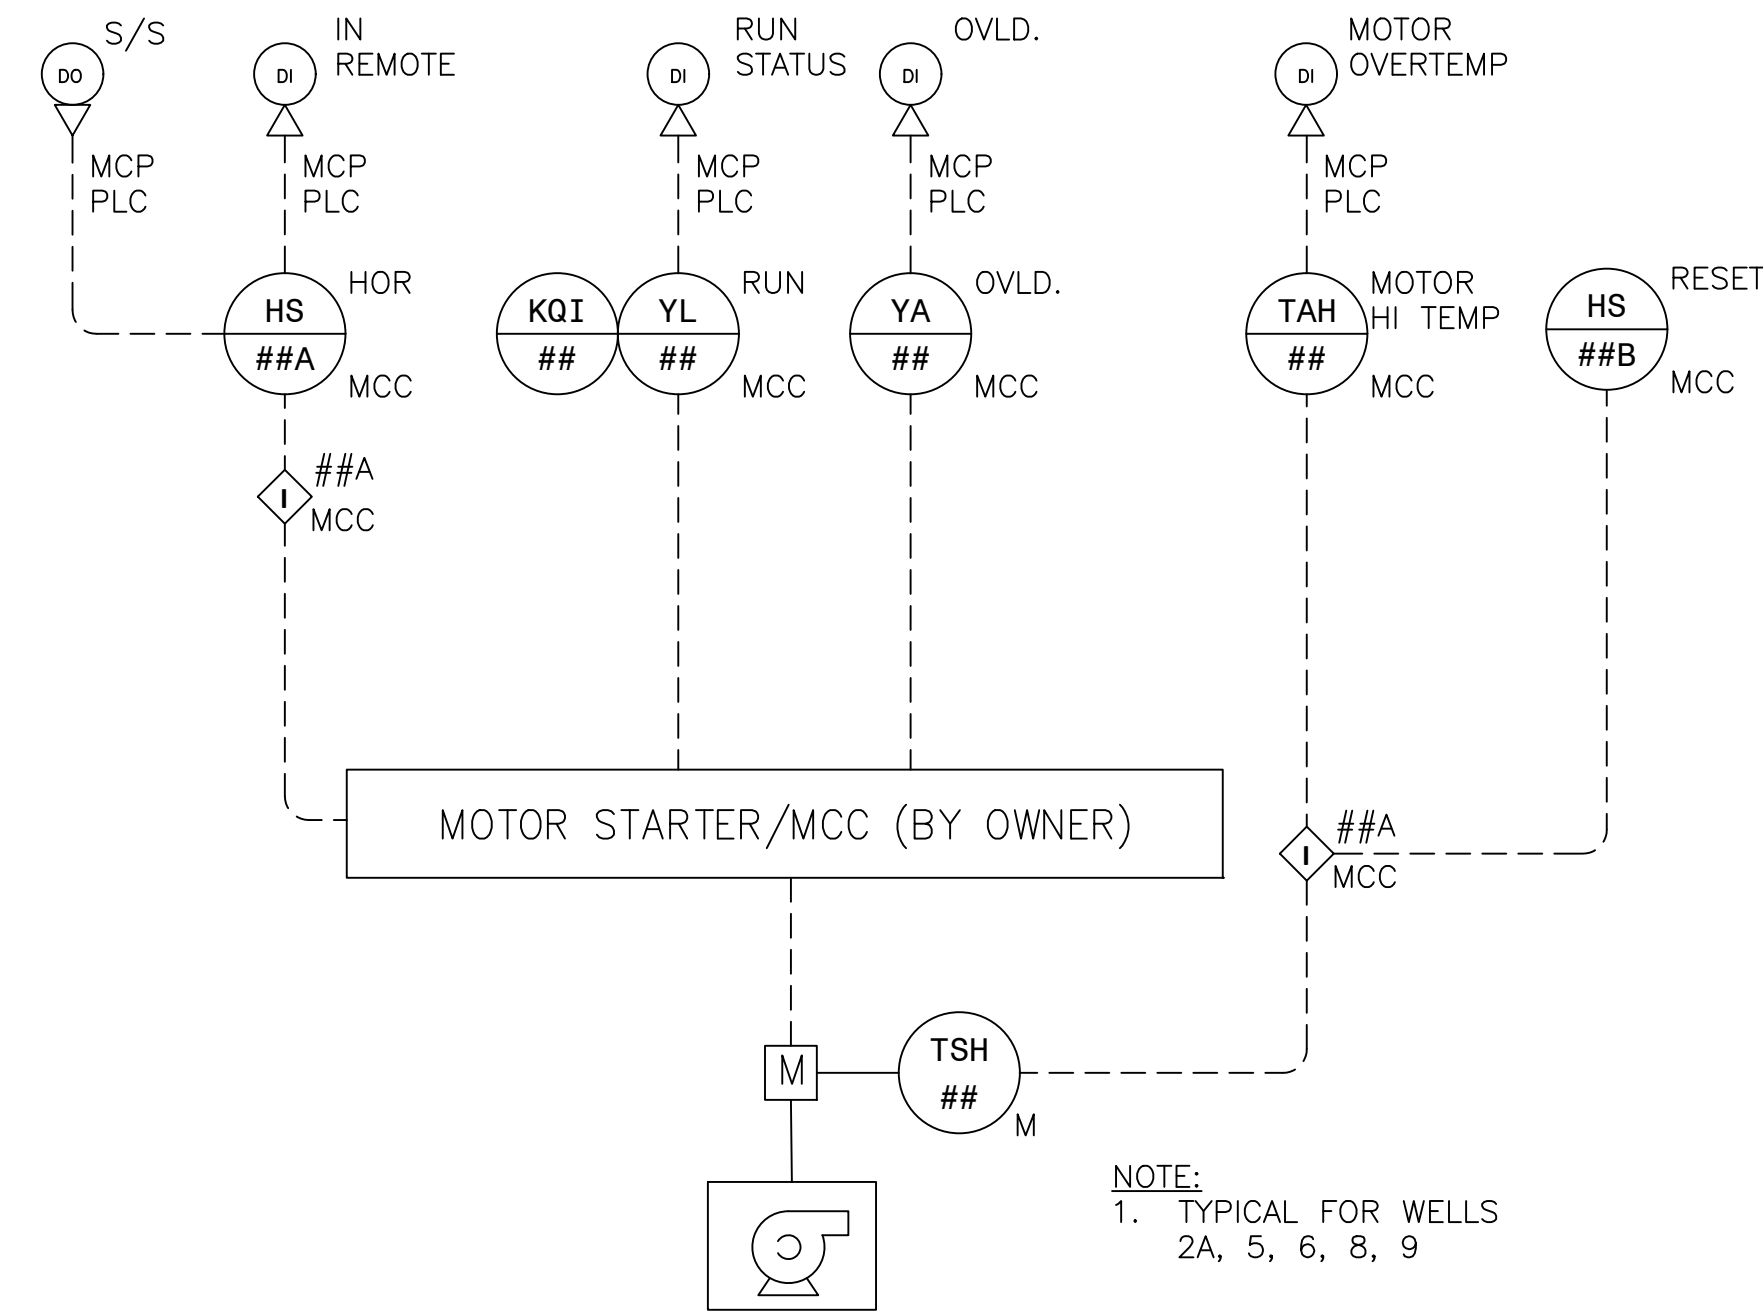 S/S
DO
MCP
PLC
IN
REMOTE
DI
MCP
PLC
RUN
STATUS
DI
MCP
PLC
OVLD.
DI
MCP
PLC
MOTOR
OVERTEMP
DI
MCP
PLC
HS
##A
HOR
MCC
KQI
##
YL
##
RUN
MCC
YA
##
OVLD.
MCC
TAH
##
MOTOR
HI TEMP
MCC
HS
##B
RESET
MCC
I
##A
MCC
MOTOR STARTER/MCC (BY OWNER)
I
##A
MCC
M
TSH
##
M
NOTE:
1. TYPICAL FOR WELLS
2A, 5, 6, 8, 9